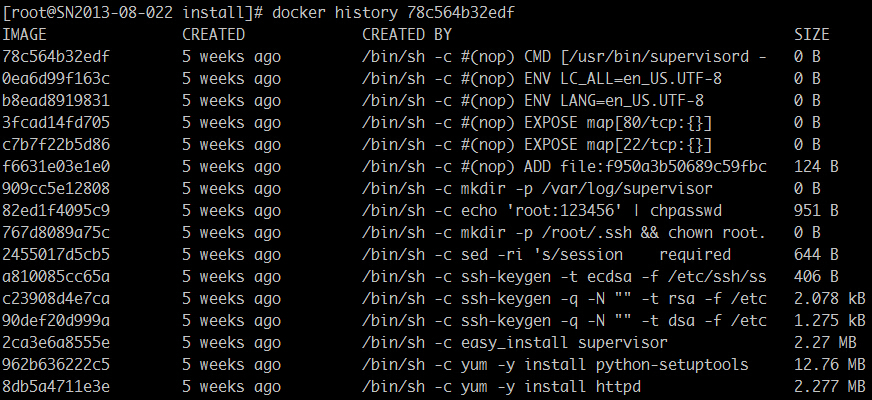 [root@SN2013-08-022 install]# docker history 78c564b32edf
IMAGE CREATED CREATED BY SIZE
78c564b32edf 5 weeks ago /bin/sh -c #(nop) CMD [/usr/bin/supervisord - 0 B
0ea6d99f163c 5 weeks ago /bin/sh -c #(nop) ENV LC_ALL=en_US.UTF-8 0 B
b8ead8919831 5 weeks ago /bin/sh -c #(nop) ENV LANG=en_US.UTF-8 0 B
3fcad14fd705 5 weeks ago /bin/sh -c #(nop) EXPOSE map[80/tcp:{}] 0 B
c7b7f22b5d86 5 weeks ago /bin/sh -c #(nop) EXPOSE map[22/tcp:{}] 0 B
f6631e03e1e0 5 weeks ago /bin/sh -c #(nop) ADD file:f950a3b50689c59fbc 124 B
909cc5e12808 5 weeks ago /bin/sh -c mkdir -p /var/log/supervisor 0 B
82ed1f4095c9 5 weeks ago /bin/sh -c echo 'root:123456' | chpasswd 951 B
767d8089a75c 5 weeks ago /bin/sh -c mkdir -p /root/.ssh && chown root. 0 B
2455017d5cb5 5 weeks ago /bin/sh -c sed -ri 's/session required 644 B
a810085cc65a 5 weeks ago /bin/sh -c ssh-keygen -t ecdsa -f /etc/ssh/ss 406 B
c23908d4e7ca 5 weeks ago /bin/sh -c ssh-keygen -q -N "" -t rsa -f /etc 2.078 kB
90def20d999a 5 weeks ago /bin/sh -c ssh-keygen -q -N "" -t dsa -f /etc 1.275 kB
2ca3e6a8555e 5 weeks ago /bin/sh -c easy_install supervisor 2.27 MB
962b636222c5 5 weeks ago /bin/sh -c yum -y install python-setuptools 12.76 MB
8db5a4711e3e 5 weeks ago /bin/sh -c yum -y install httpd 2.277 MB